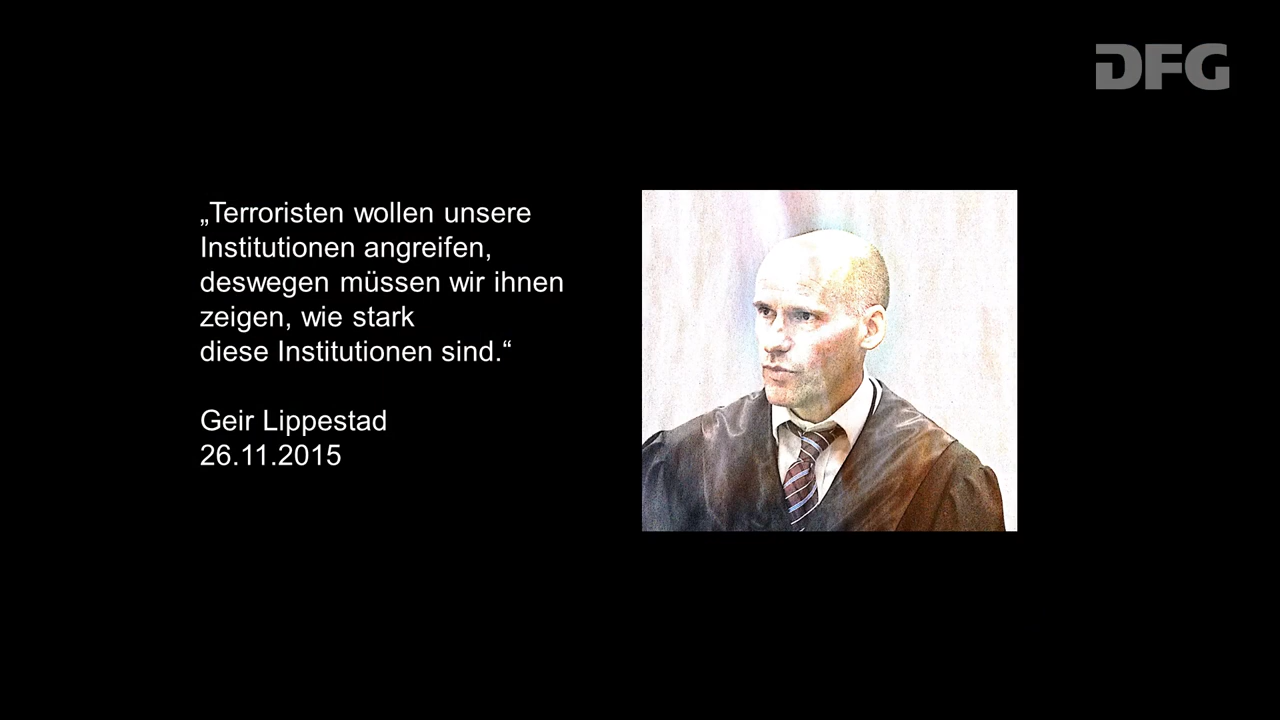 DFG
„Terroristen wollen unsere
Institutionen angreifen,
deswegen müssen wir ihnen
zeigen, wie stark
diese Institutionen sind.“
Geir Lippestad
26.11.2015